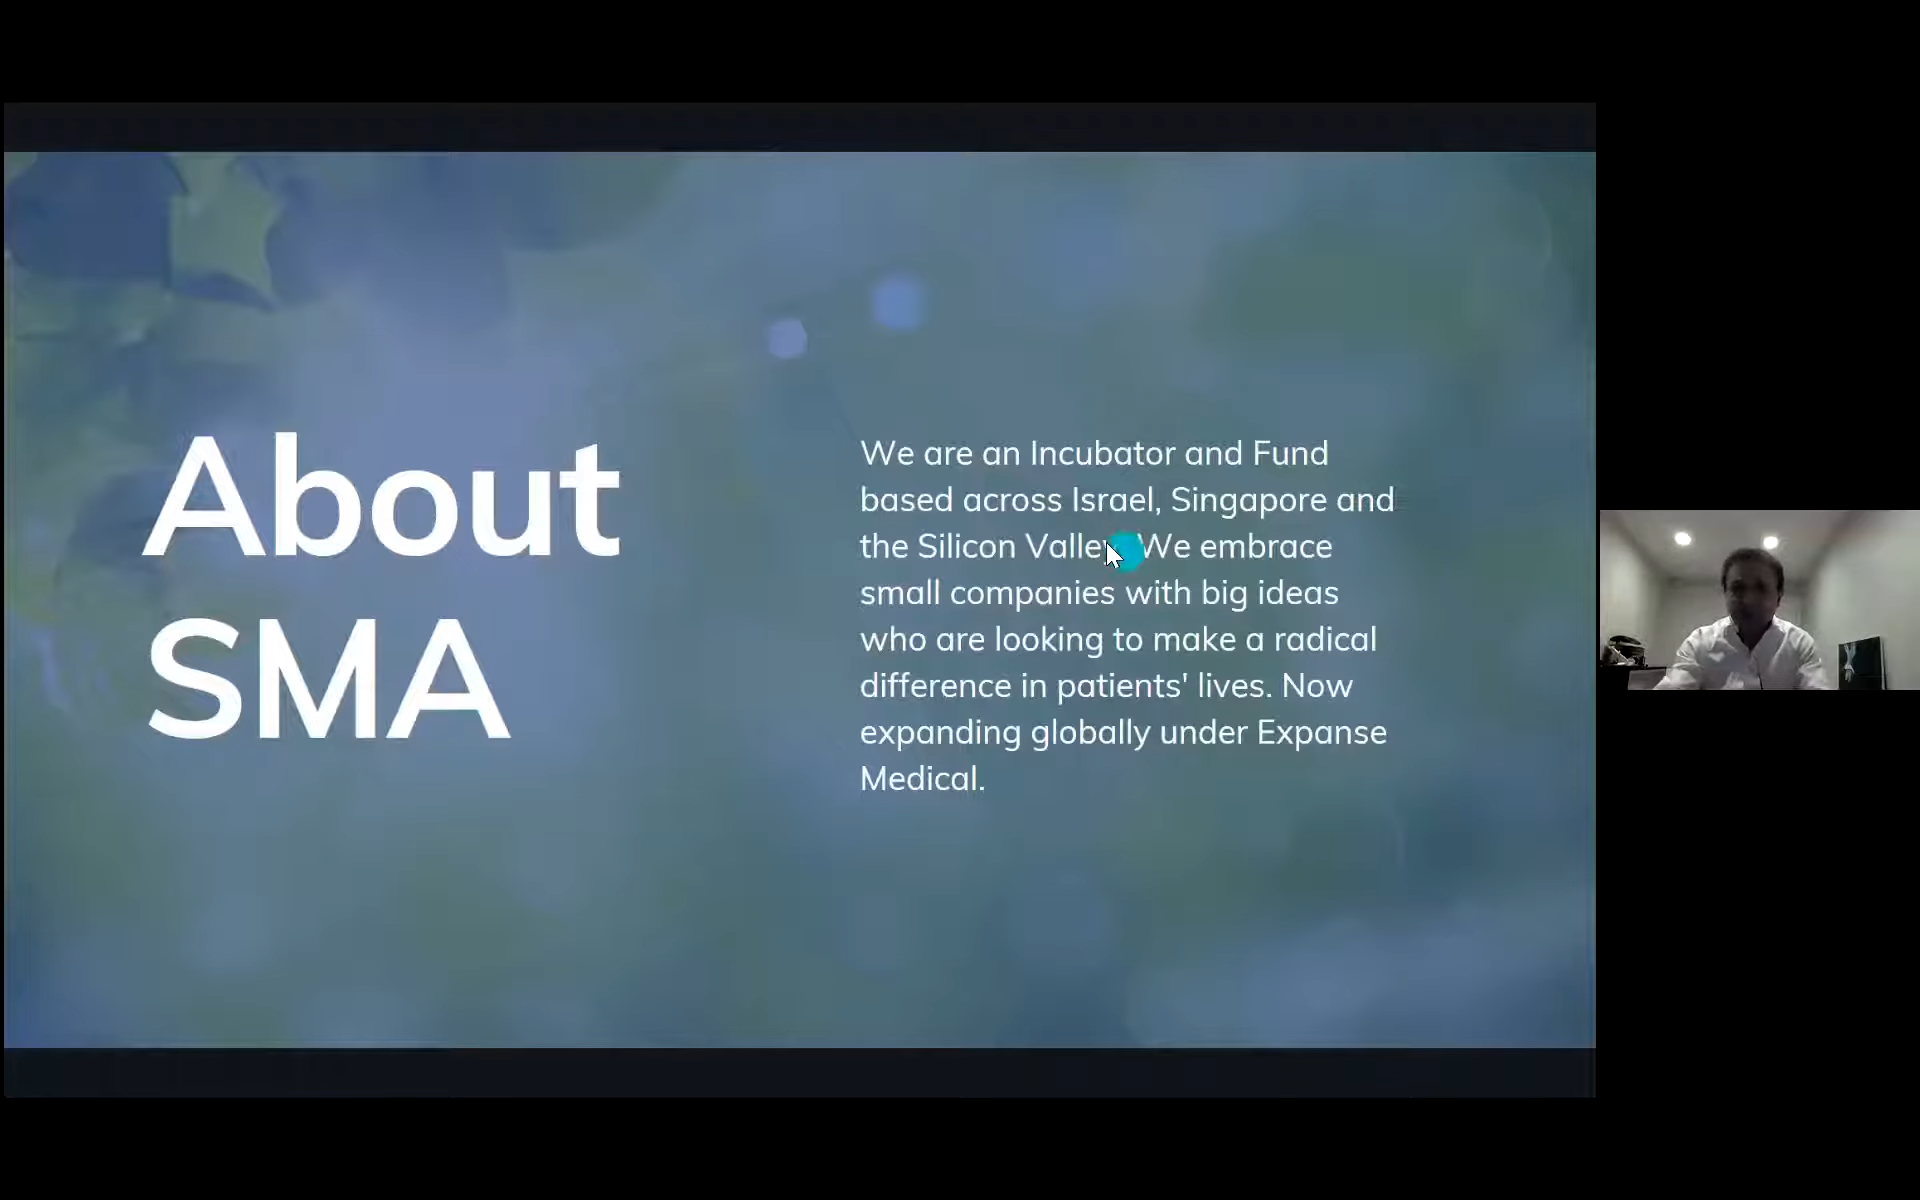 About
SMA
We are an Incubator and Fund
based across Israel, Singapore and
the Silicon Valley. We embrace
small companies with big ideas
who are looking to make a radical
difference in patients' lives. Now
expanding globally under Expanse
Medical.